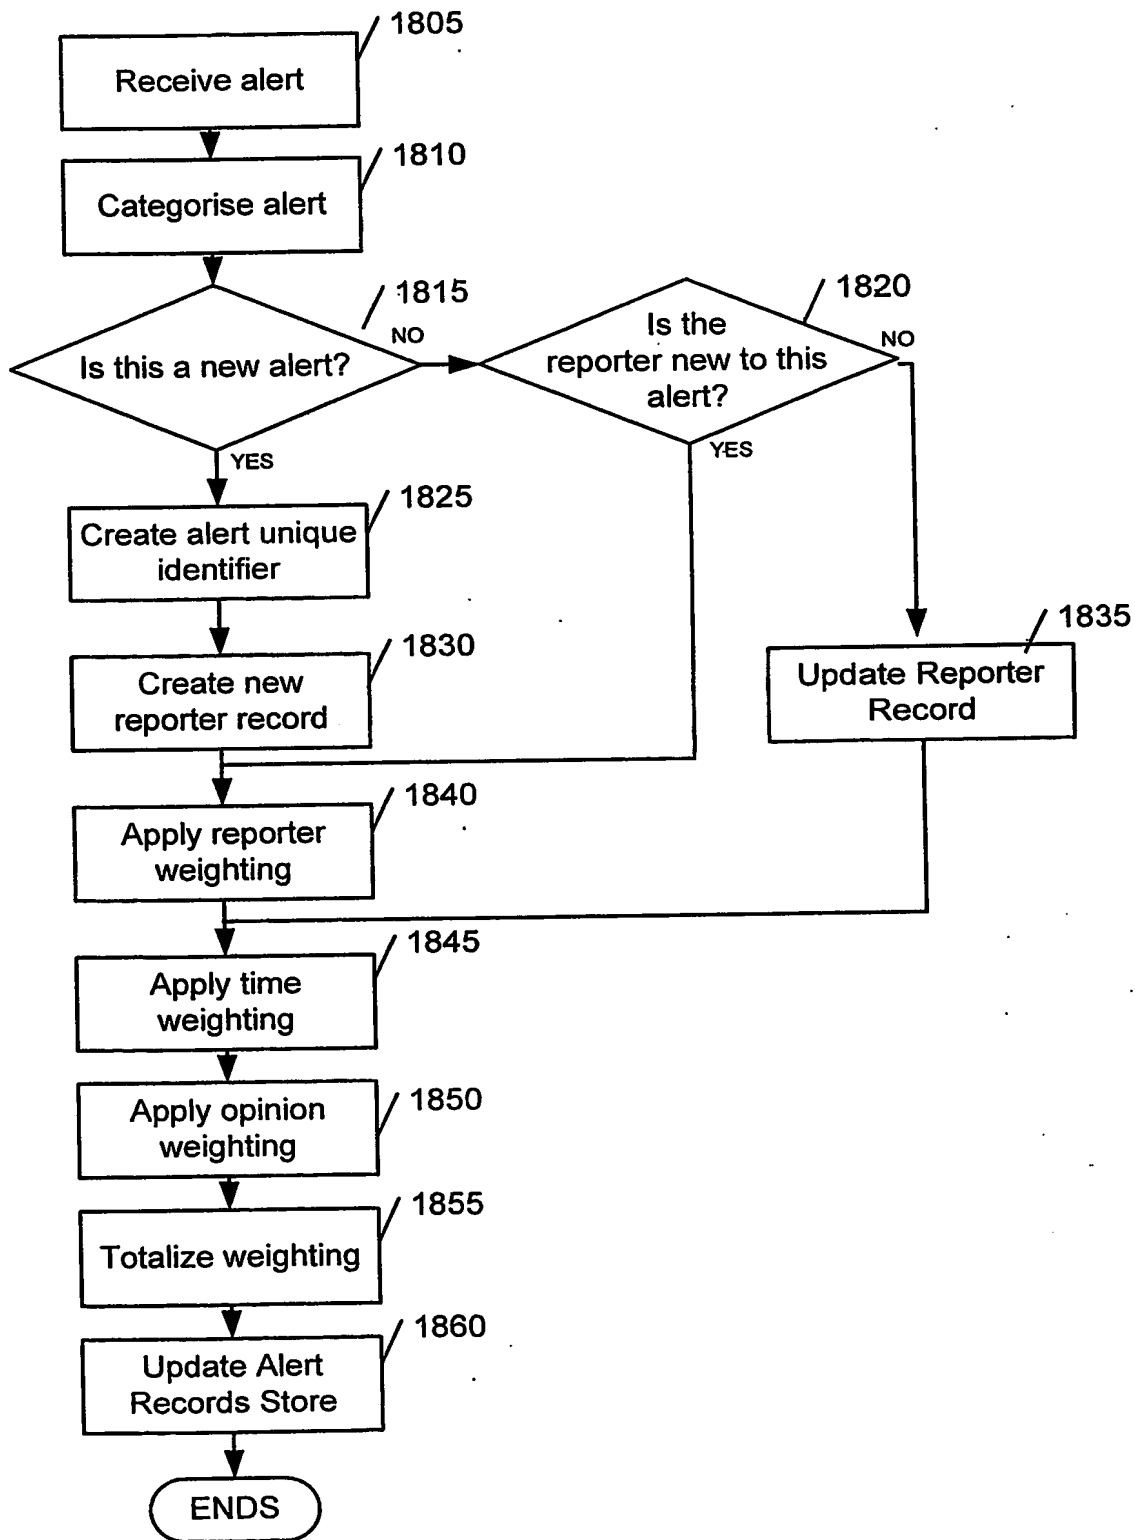 1805
Receive alert
1810
Categorise alert
1815
Is this a new alert?
NO
YES
1820
Is the
reporter new to this
alert?
NO
YES
1825
Create alert unique
identifier
1830
Create new
reporter record
1835
Update Reporter
Record
1840
Apply reporter
weighting
1845
Apply time
weighting
1850
Apply opinion
weighting
1855
Totalize weighting
1860
Update Alert
Records Store
ENDS